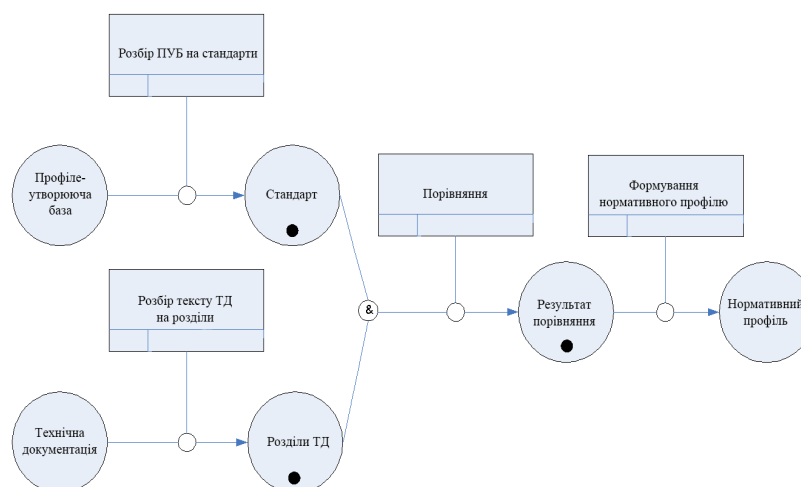 Розбір ПУБ на стандарти
Профіле-
утворююча
база
Стандарт
Порівняння
Формування
нормативного профілю
Розбір тексту ТД
на розділи
&
Результат
порівняння
Нормативний
профіль
Технічна
документація
Розділи ТД